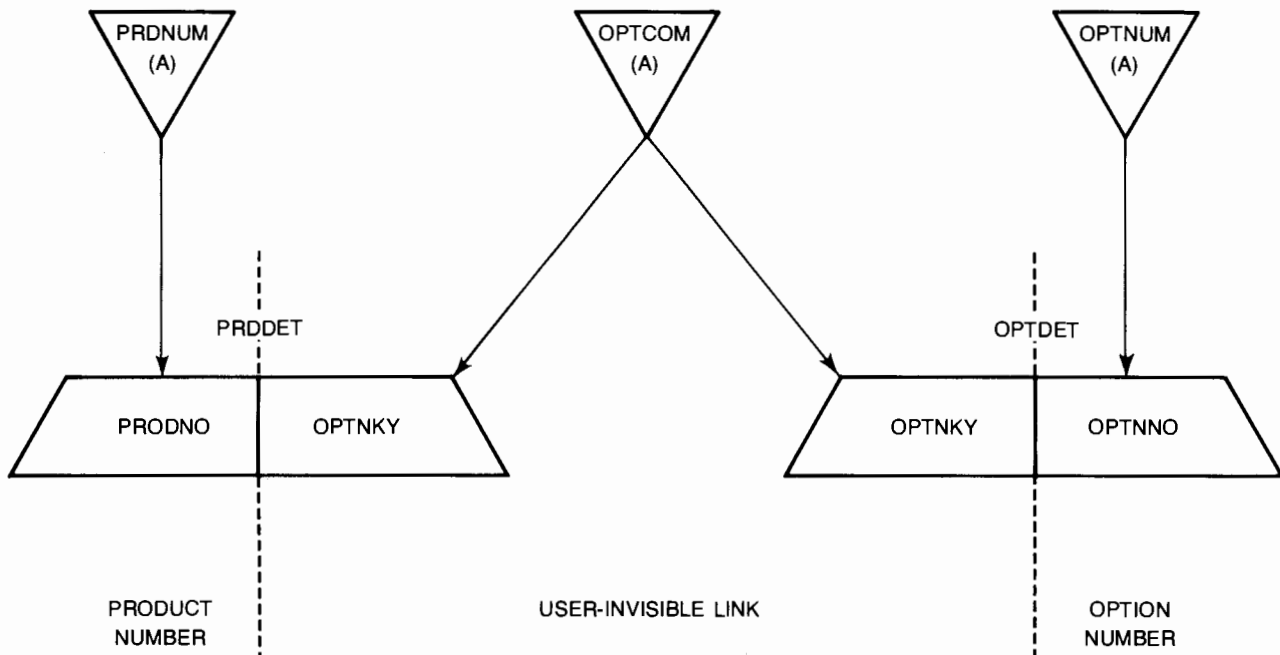 PRDNUM
(A)
OPTCOM
(A)
OPTNUM
(A)
PRDDET
OPTDET
PRODNO
OPTNKY
OPTNKY
OPTNNO
PRODUCT
NUMBER
USER-INVISIBLE LINK
OPTION
NUMBER